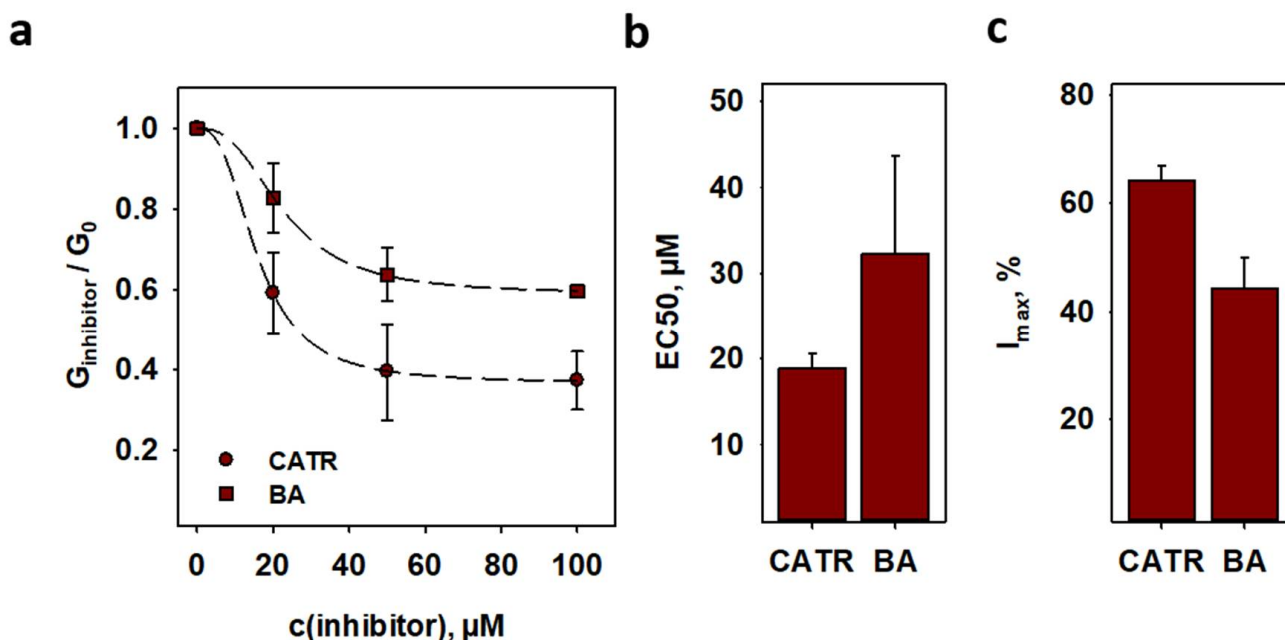 a
G_inhibitor / G_0
1.0
0.8
0.6
0.4
0.2
CATR
BA
0 20 40 60 80 100
c(inhibitor), µM
b
EC50, µM
50
40
30
20
10
CATR BA
c
I_max, %
80
60
40
20
CATR BA